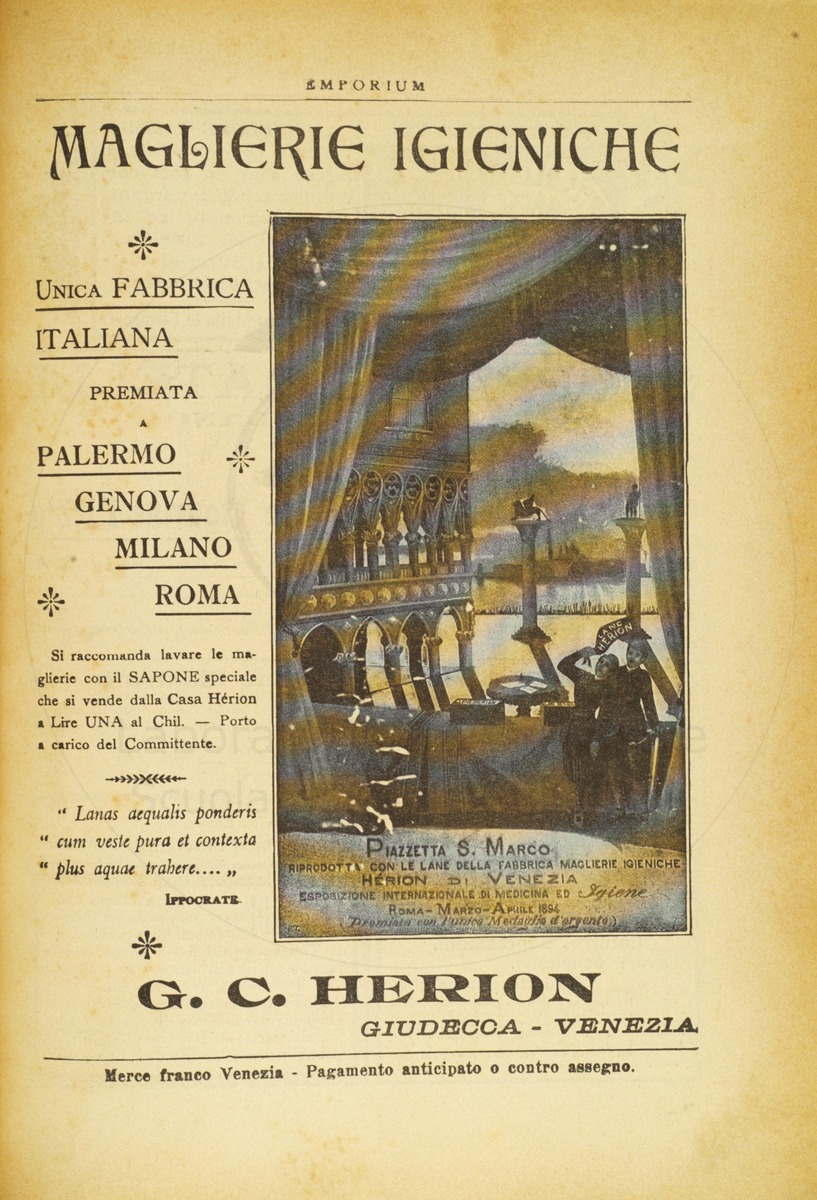 EMPORIUM
MAGLIERIE IGIENICHE
UNICA FABBRICA
ITALIANA
PREMIATA
A
PALERMO
GENOVA
MILANO
ROMA
Si raccomanda lavare le ma-
glierie con il SAPONE speciale
che si vende dalla Casa Hérion
a Lire UNA al Chil. — Porto
a carico del Committente.
“ Lanas aequalis ponderis
“ cum veste pura et contexta
“ plus aquae trahere.... „
IPPOCRATE.
LANE
HERION
PIAZZETTA S. MARCO
RIPRODOTTA CON LE LANE DELLA FABBRICA MAGLIERIE IGIENICHE
HÉRION DI VENEZIA
ESPOSIZIONE INTERNAZIONALE DI MEDICINA ED Igiene
ROMA - MARZO - APRILE 1894
(Premiata con l'unica Medaglia d'argento)
G. C. HERION
GIUDECCA - VENEZIA
Merce franco Venezia - Pagamento anticipato o contro assegno.